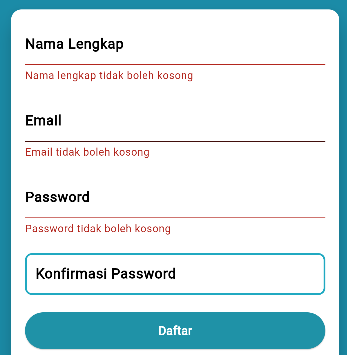 Nama Lengkap
Nama lengkap tidak boleh kosong
Email
Email tidak boleh kosong
Password
Password tidak boleh kosong
Konfirmasi Password
Daftar